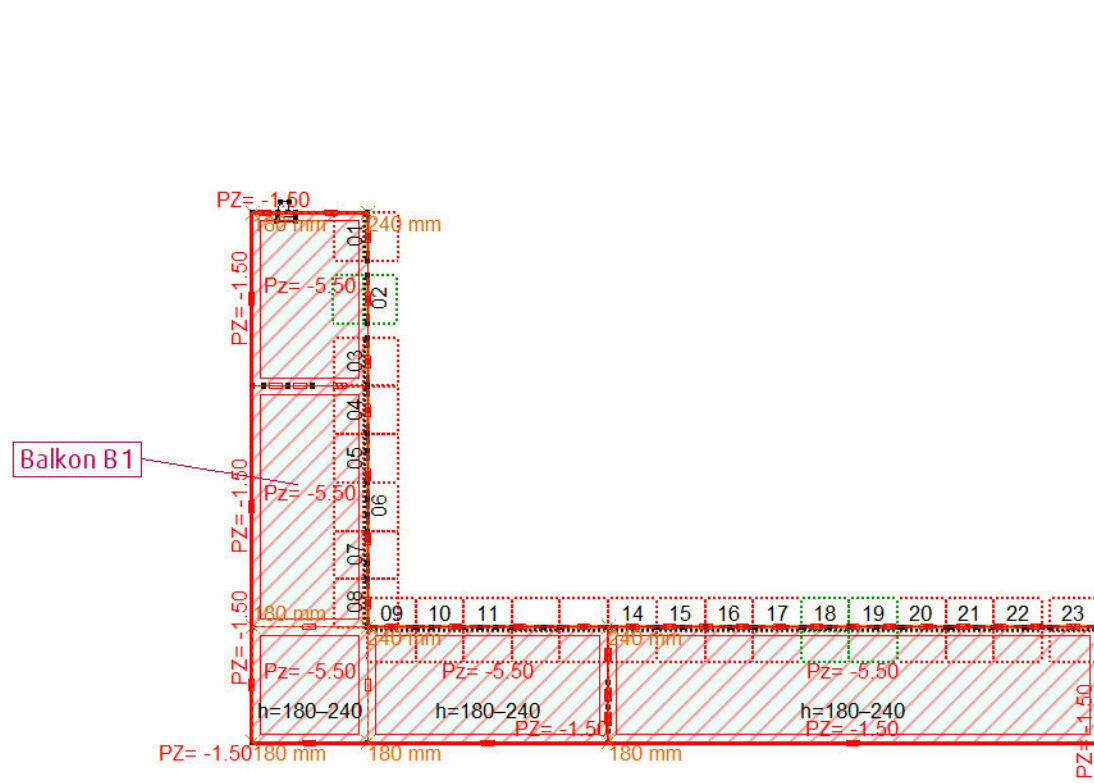 PZ= -1.50
180 mm
240 mm
01
PZ= -1.50
Pz= -5.50
02
03
04
Balkon B1
05
PZ= -1.50
Pz= -5.50
06
07
08
PZ= -1.50
180 mm
09 10 11 14 15 16 17 18 19 20 21 22 23
240 mm
240 mm
Pz= -5.50
Pz= -5.50
Pz= -5.50
h=180–240
h=180–240
h=180–240
PZ= -1.50
PZ= -1.50
PZ= -1.50
PZ= -1.50
180 mm
180 mm
180 mm